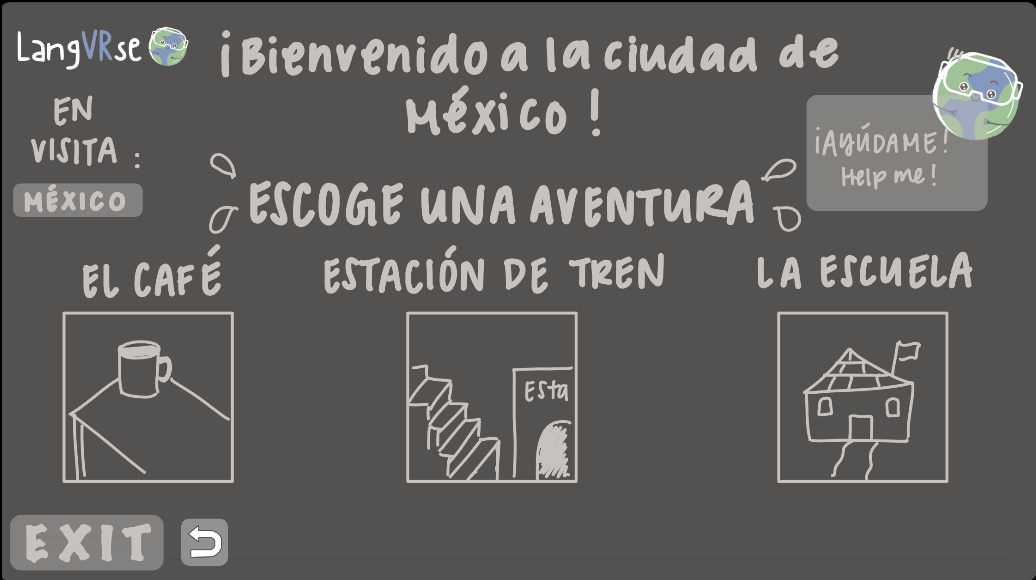 LangVRse
¡Bienvenido a la ciudad de
México!
EN
VISITA :
MÉXICO
¡AYÚDAME!
Help me!
ESCOGE UNA AVENTURA
EL CAFÉ
ESTACIÓN DE TREN
LA ESCUELA
Esta
EXIT